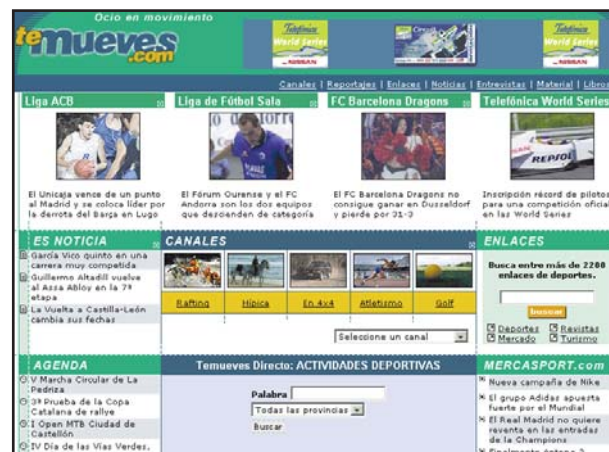 Ocio en movimiento
temueves
.com
Telefónica
World Series
by NISSAN
Circuit
Telefónica
World Series
by NISSAN
Canales | Reportajes | Enlaces | Noticias | Entrevistas | Material | Libros
Liga ACB
El Unicaja vence de un punto
al Madrid y se coloca líder por
la derrota del Barça en Lugo
Liga de Fútbol Sala
El Fórum Ourense y el FC
Andorra son los dos equipos
que descienden de categoría
FC Barcelona Dragons
El FC Barcelona Dragons no
consigue ganar en Dusseldorf
y pierde por 31-3
Telefónica World Series
REPSOL
Inscripción récord de pilotos
para una competición oficial
en las World Series
ES NOTICIA
García Vico quinto en una
carrera muy competida
Guillermo Altadill vuelve
al Assa Abloy en la 7ª
etapa
La Vuelta a Castilla-León
cambia sus fechas
CANALES
Rafting
Hípica
En 4x4
Atletismo
Golf
Seleccione un canal
ENLACES
Busca entre más de 2200
enlaces de deportes.
buscar
Deportes
Revistas
Mercado
Turismo
AGENDA
V Marcha Circular de La
Pedriza
3ª Prueba de la Copa
Catalana de rallye
I Open MTB Ciudad de
Castellón
IV Día de las Vías Verdes,
Temueves Directo: ACTIVIDADES DEPORTIVAS
Palabra
Todas las provincias
Buscar
MERCASPORT.com
Nueva campaña de Nike
El grupo Adidas apuesta
fuerte por el Mundial
El Real Madrid no quiere
reventa en las entradas
de la Champions